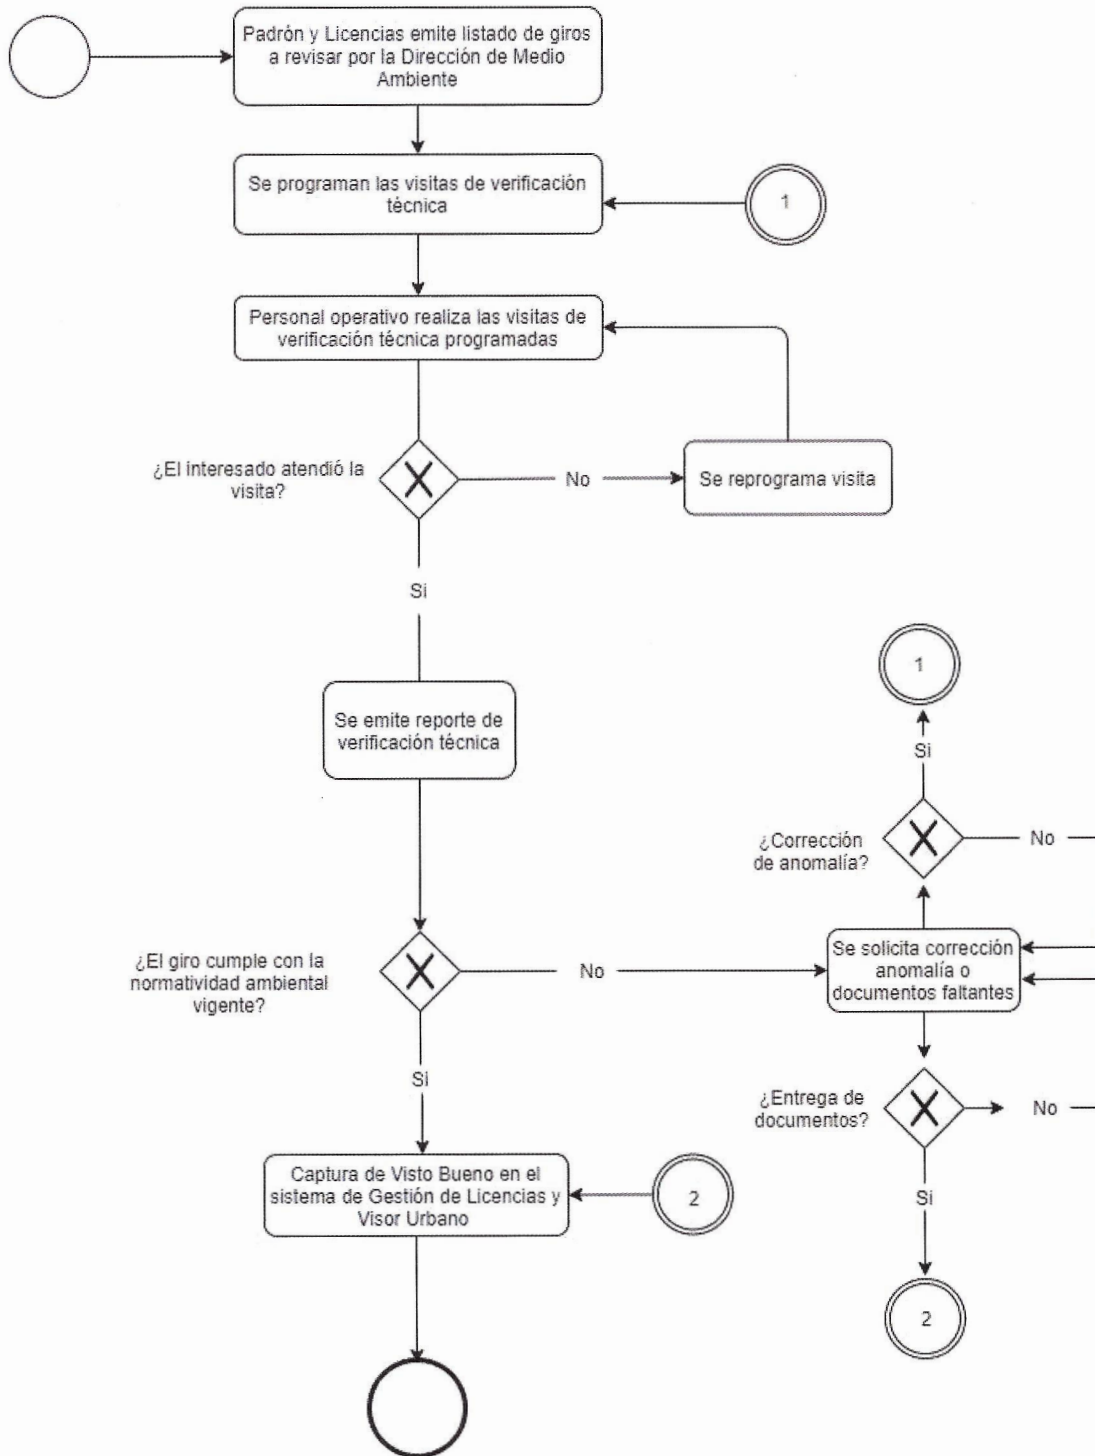 Padrón y Licencias emite listado de giros
a revisar por la Dirección de Medio
Ambiente
Se programan las visitas de verificación
técnica
1
Personal operativo realiza las visitas de
verificación técnica programadas
¿El interesado atendió la
visita?
No
Se reprograma visita
Si
1
Se emite reporte de
verificación técnica
Si
¿Corrección
de anomalía?
No
¿El giro cumple con la
normatividad ambiental
vigente?
No
Se solicita corrección
anomalía o
documentos faltantes
Si
¿Entrega de
documentos?
No
Captura de Visto Bueno en el
sistema de Gestión de Licencias y
Visor Urbano
2
Si
2